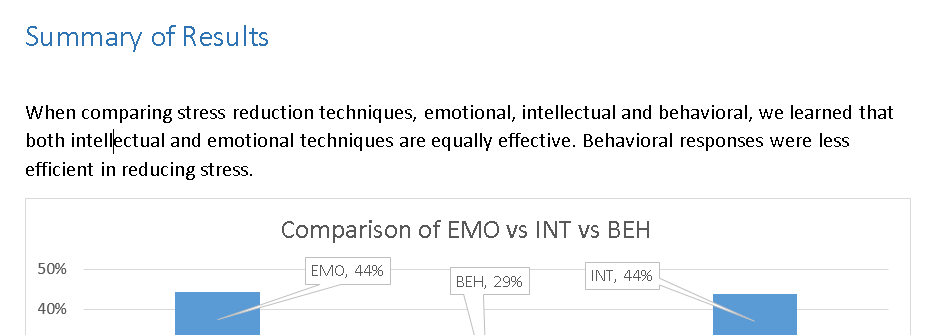 Summary of Results
When comparing stress reduction techniques, emotional, intellectual and behavioral, we learned that
both intellectual and emotional techniques are equally effective. Behavioral responses were less
efficient in reducing stress.
Comparison of EMO vs INT vs BEH
50%
EMO, 44%
BEH, 29%
INT, 44%
40%